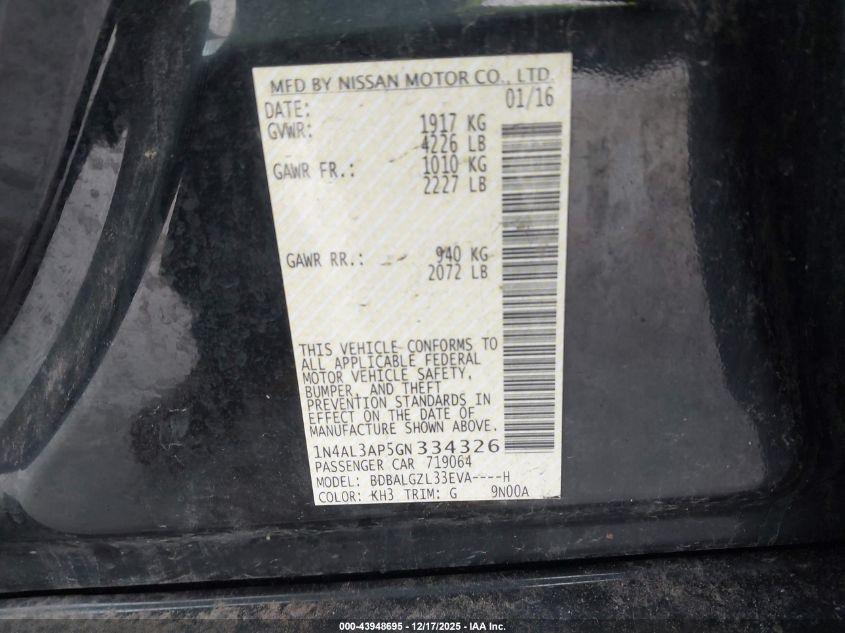 MFD BY NISSAN MOTOR CO., LTD.
DATE: 01/16
GVWR: 1917 KG
4226 LB
GAWR FR.: 1010 KG
2227 LB
GAWR RR.: 940 KG
2072 LB
THIS VEHICLE CONFORMS TO
ALL APPLICABLE FEDERAL
MOTOR VEHICLE SAFETY,
BUMPER, AND THEFT
PREVENTION STANDARDS IN
EFFECT ON THE DATE OF
MANUFACTURE SHOWN ABOVE.
1N4AL3AP5GN334326
PASSENGER CAR 719064
MODEL: BDBALGZL33EVA----H
COLOR: KH3 TRIM: G 9N00A
000-43948695 - 12/17/2025 - IAA Inc.